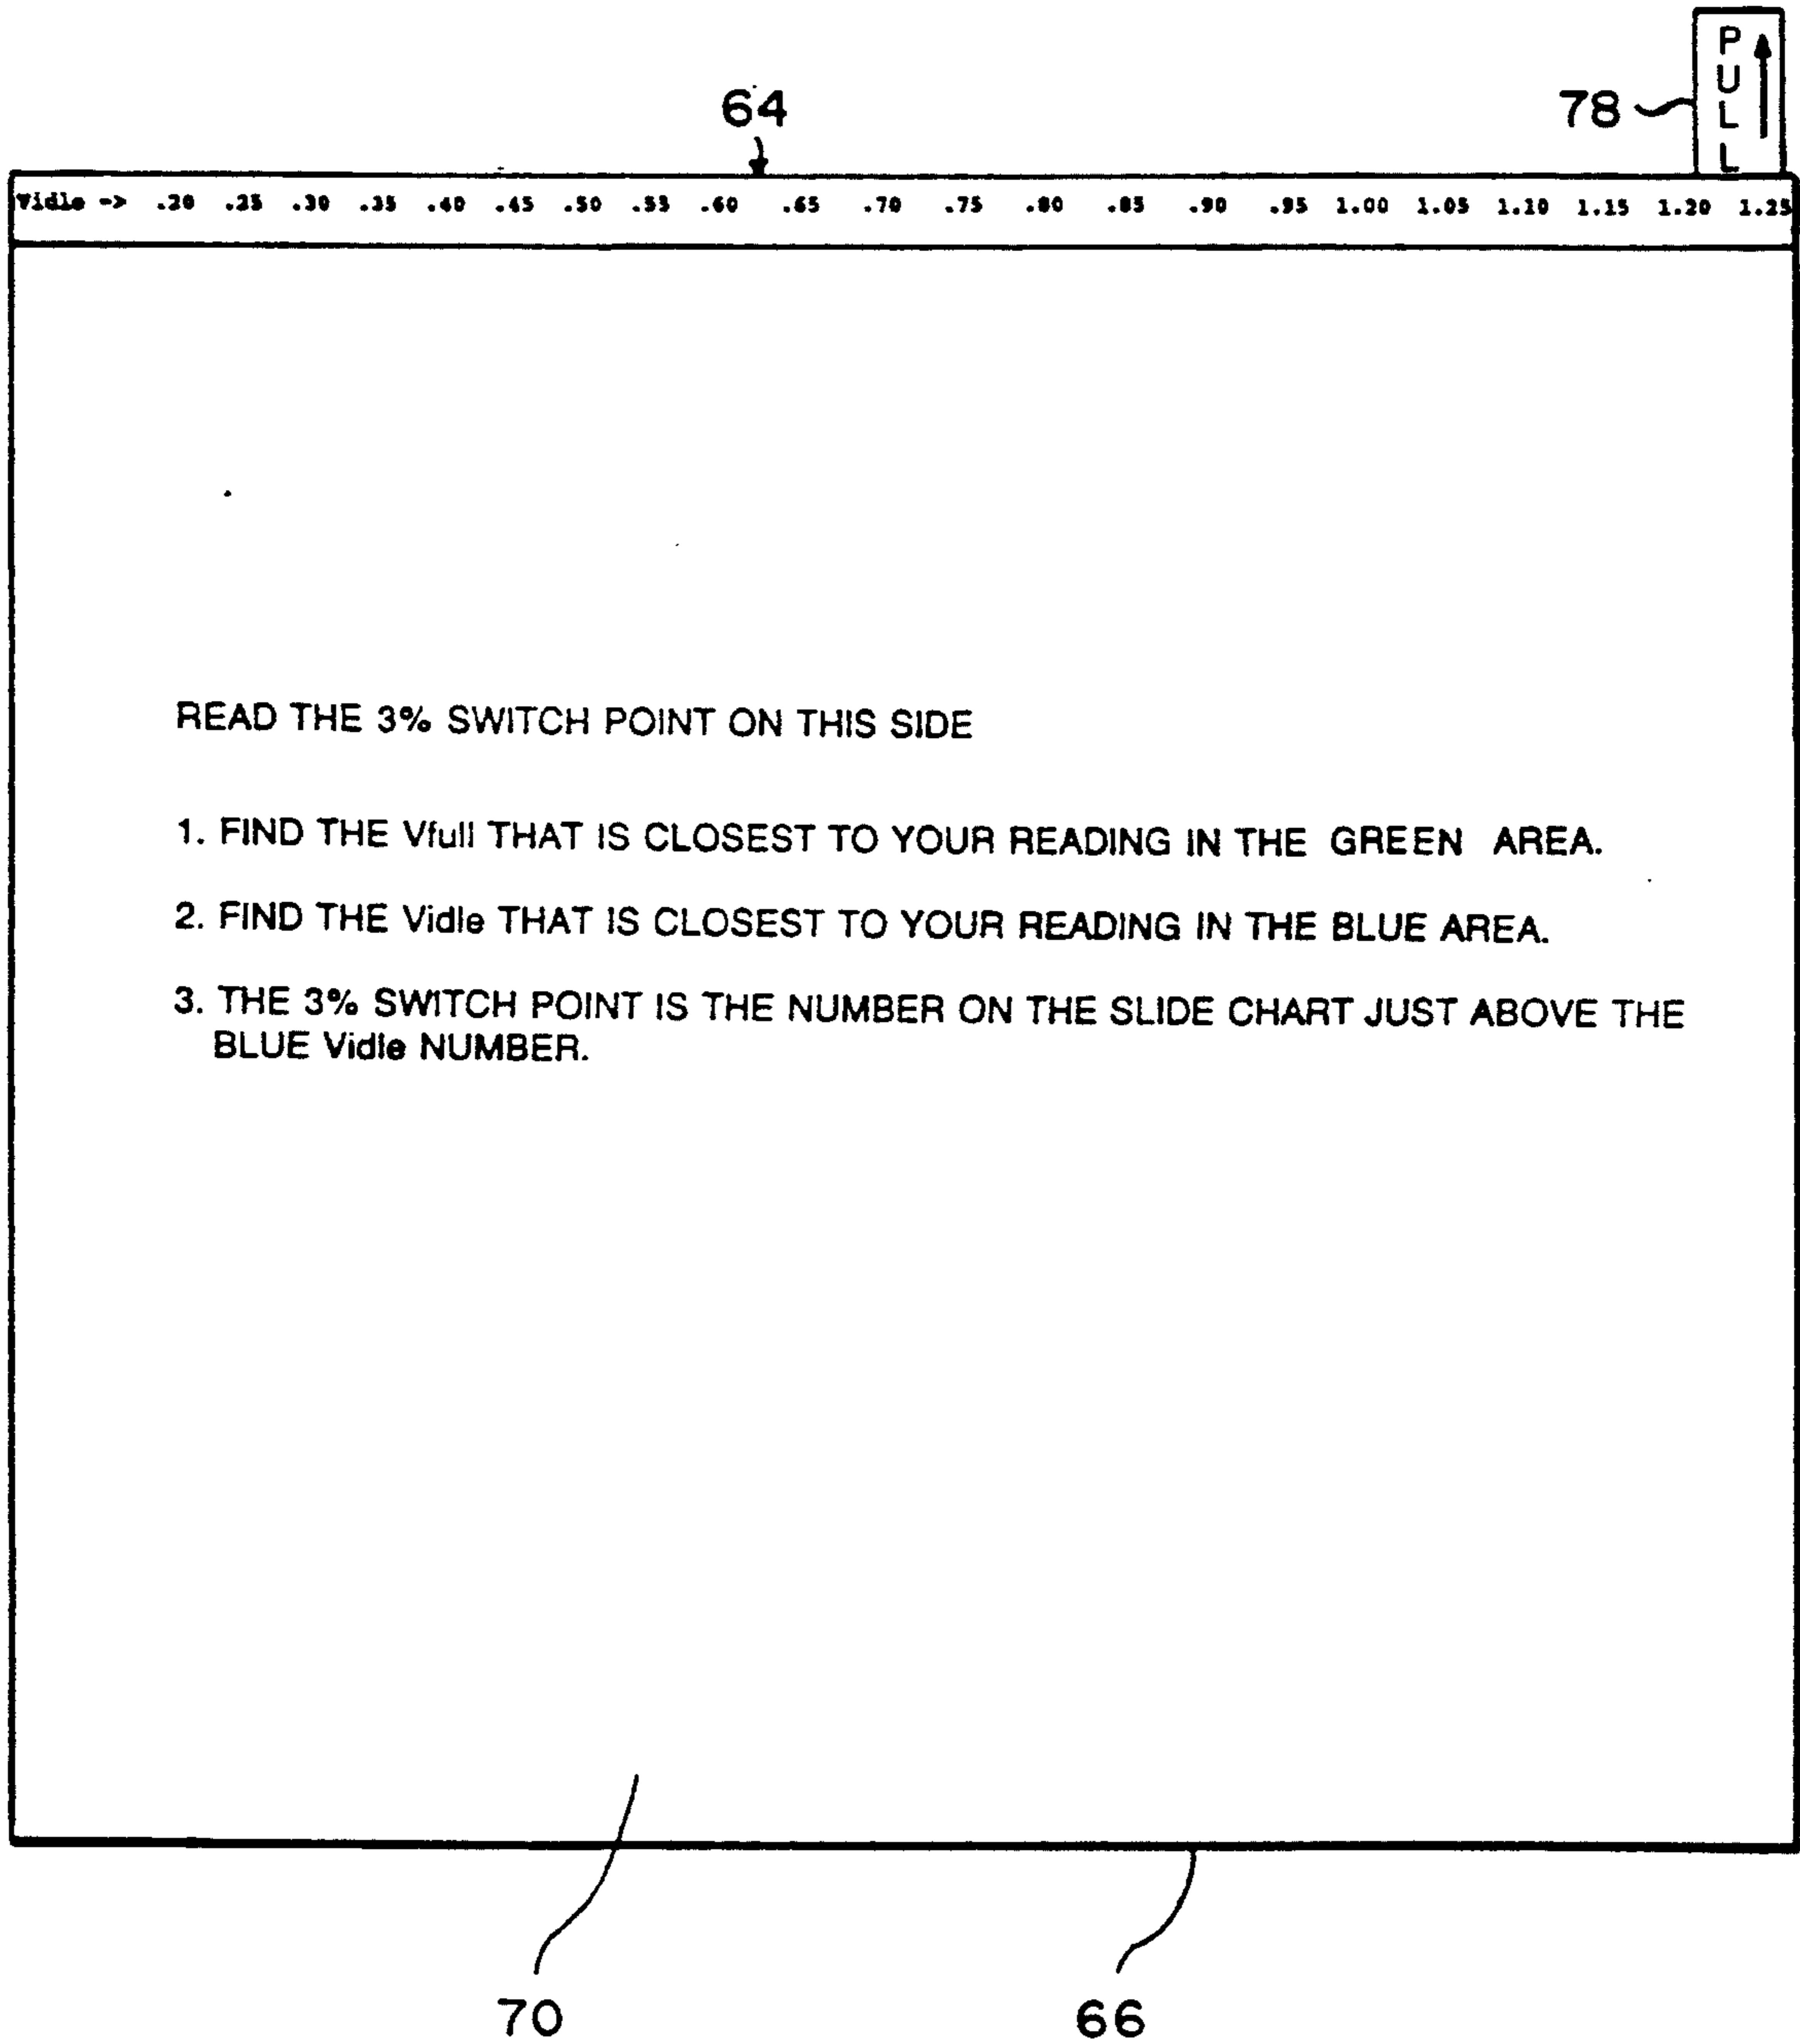 PULL
64
78
Vidle -> .20 .25 .30 .35 .40 .45 .50 .55 .60 .65 .70 .75 .80 .85 .90 .95 1.00 1.05 1.10 1.15 1.20 1.25
READ THE 3% SWITCH POINT ON THIS SIDE
1. FIND THE Vfull THAT IS CLOSEST TO YOUR READING IN THE GREEN AREA.
2. FIND THE Vidle THAT IS CLOSEST TO YOUR READING IN THE BLUE AREA.
3. THE 3% SWITCH POINT IS THE NUMBER ON THE SLIDE CHART JUST ABOVE THE
BLUE Vidle NUMBER.
70
66